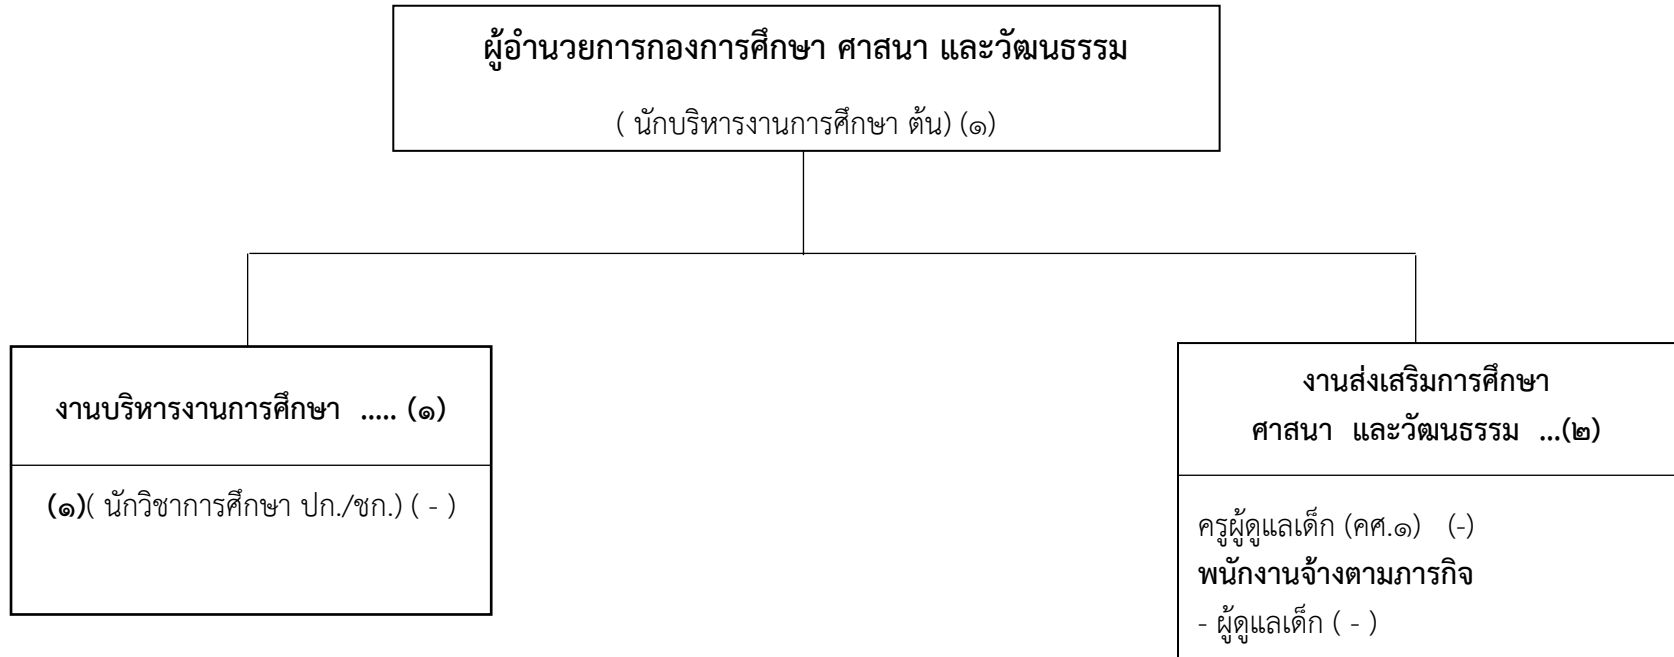 ผู้อำนวยการกองการศึกษา ศาสนา และวัฒนธรรม
( นักบริหารงานการศึกษา ต้น) (๑)
งานบริหารงานการศึกษา ..... (๑)
(๑)( นักวิชาการศึกษา ปก./ชก.) ( - )
งานส่งเสริมการศึกษา
ศาสนา และวัฒนธรรม ...(๒)
ครูผู้ดูแลเด็ก (คศ.๑) (-)
พนักงานจ้างตามภารกิจ
- ผู้ดูแลเด็ก ( - )